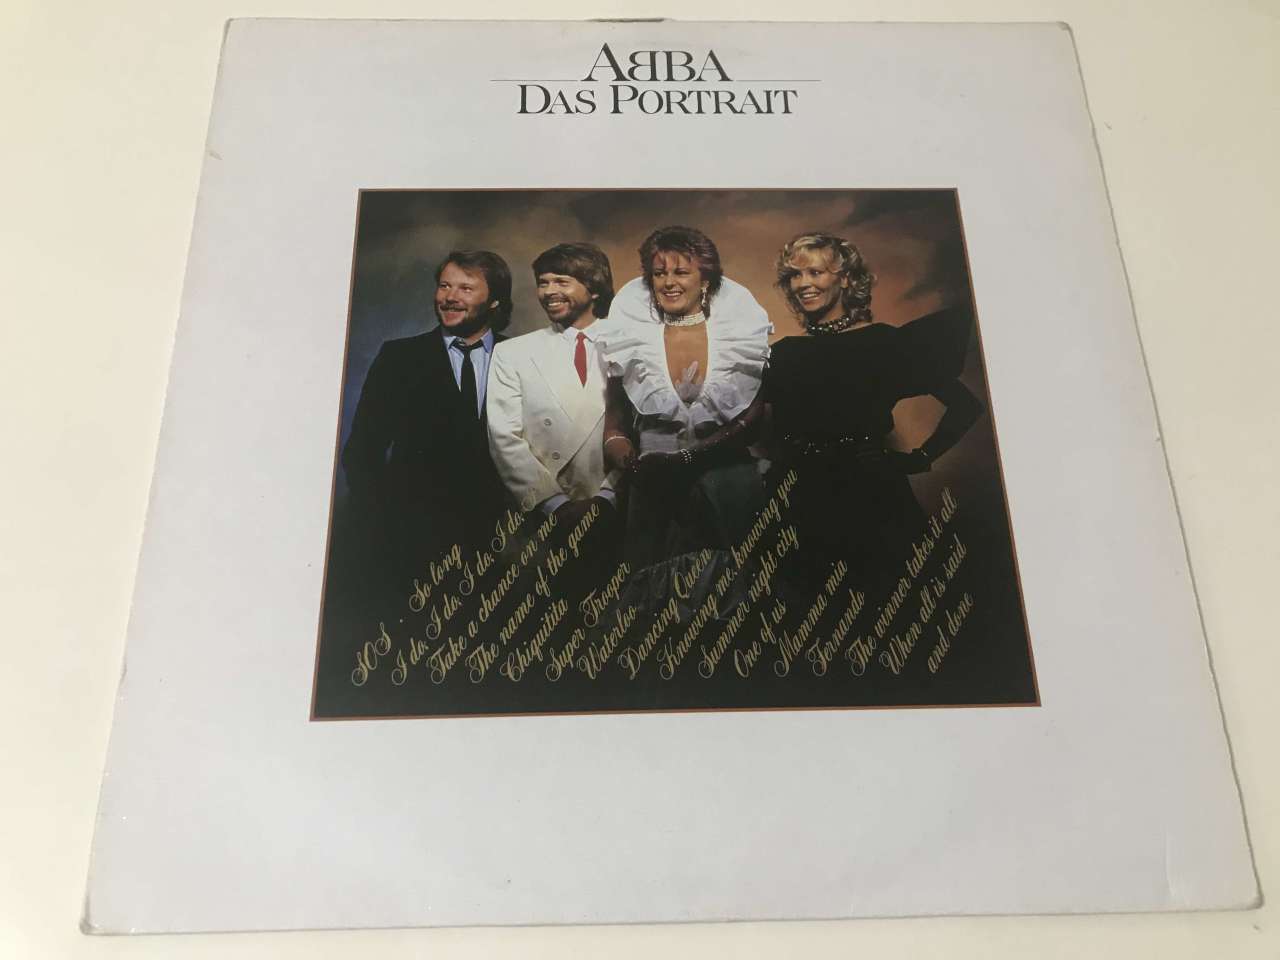 ABBA
DAS PORTRAIT
SOS · So long
I do, I do, I do, I do, I do
Take a chance on me
The name of the game
Chiquitita
Super Trooper
Waterloo
Dancing Queen
Knowing me, knowing you
Summer night city
One of us
Mamma mia
Fernando
The winner takes it all
When all is said
and done